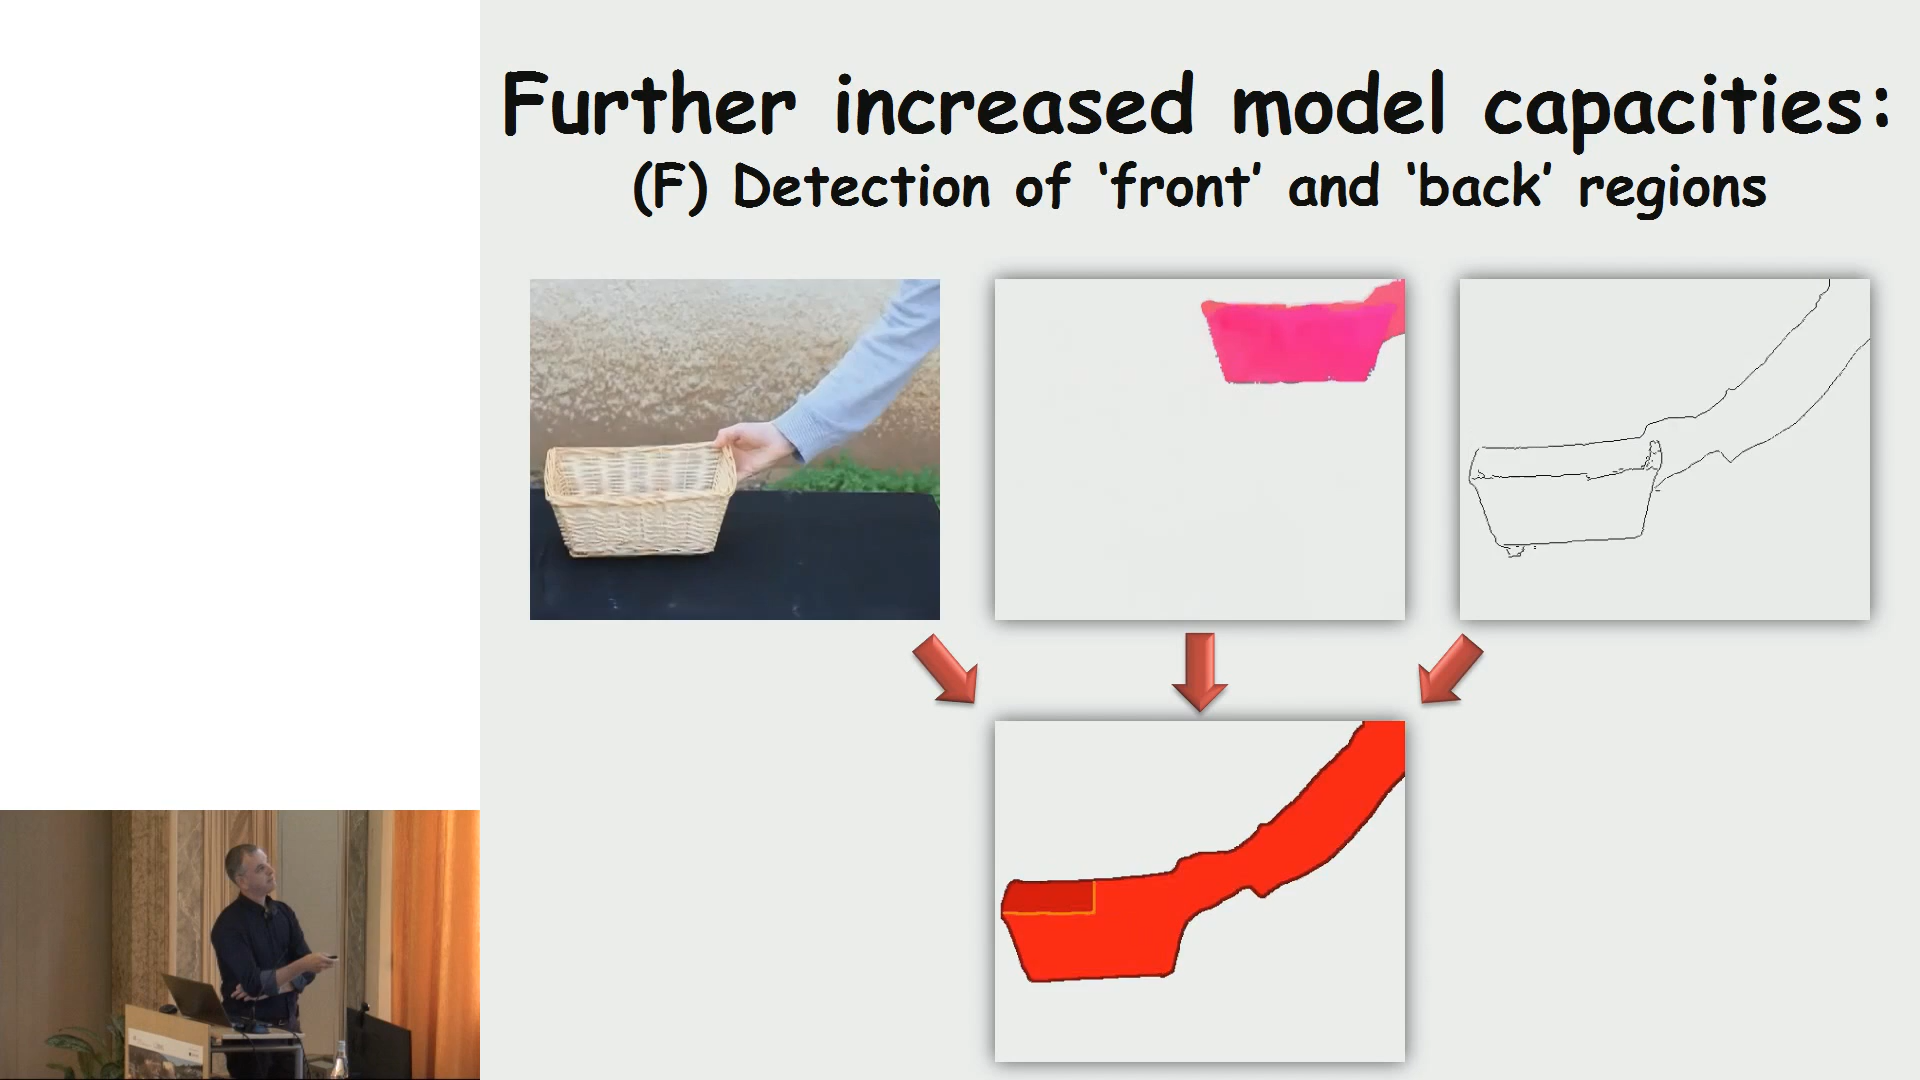 Further increased model capacities:
(F) Detection of ‘front’ and ‘back’ regions